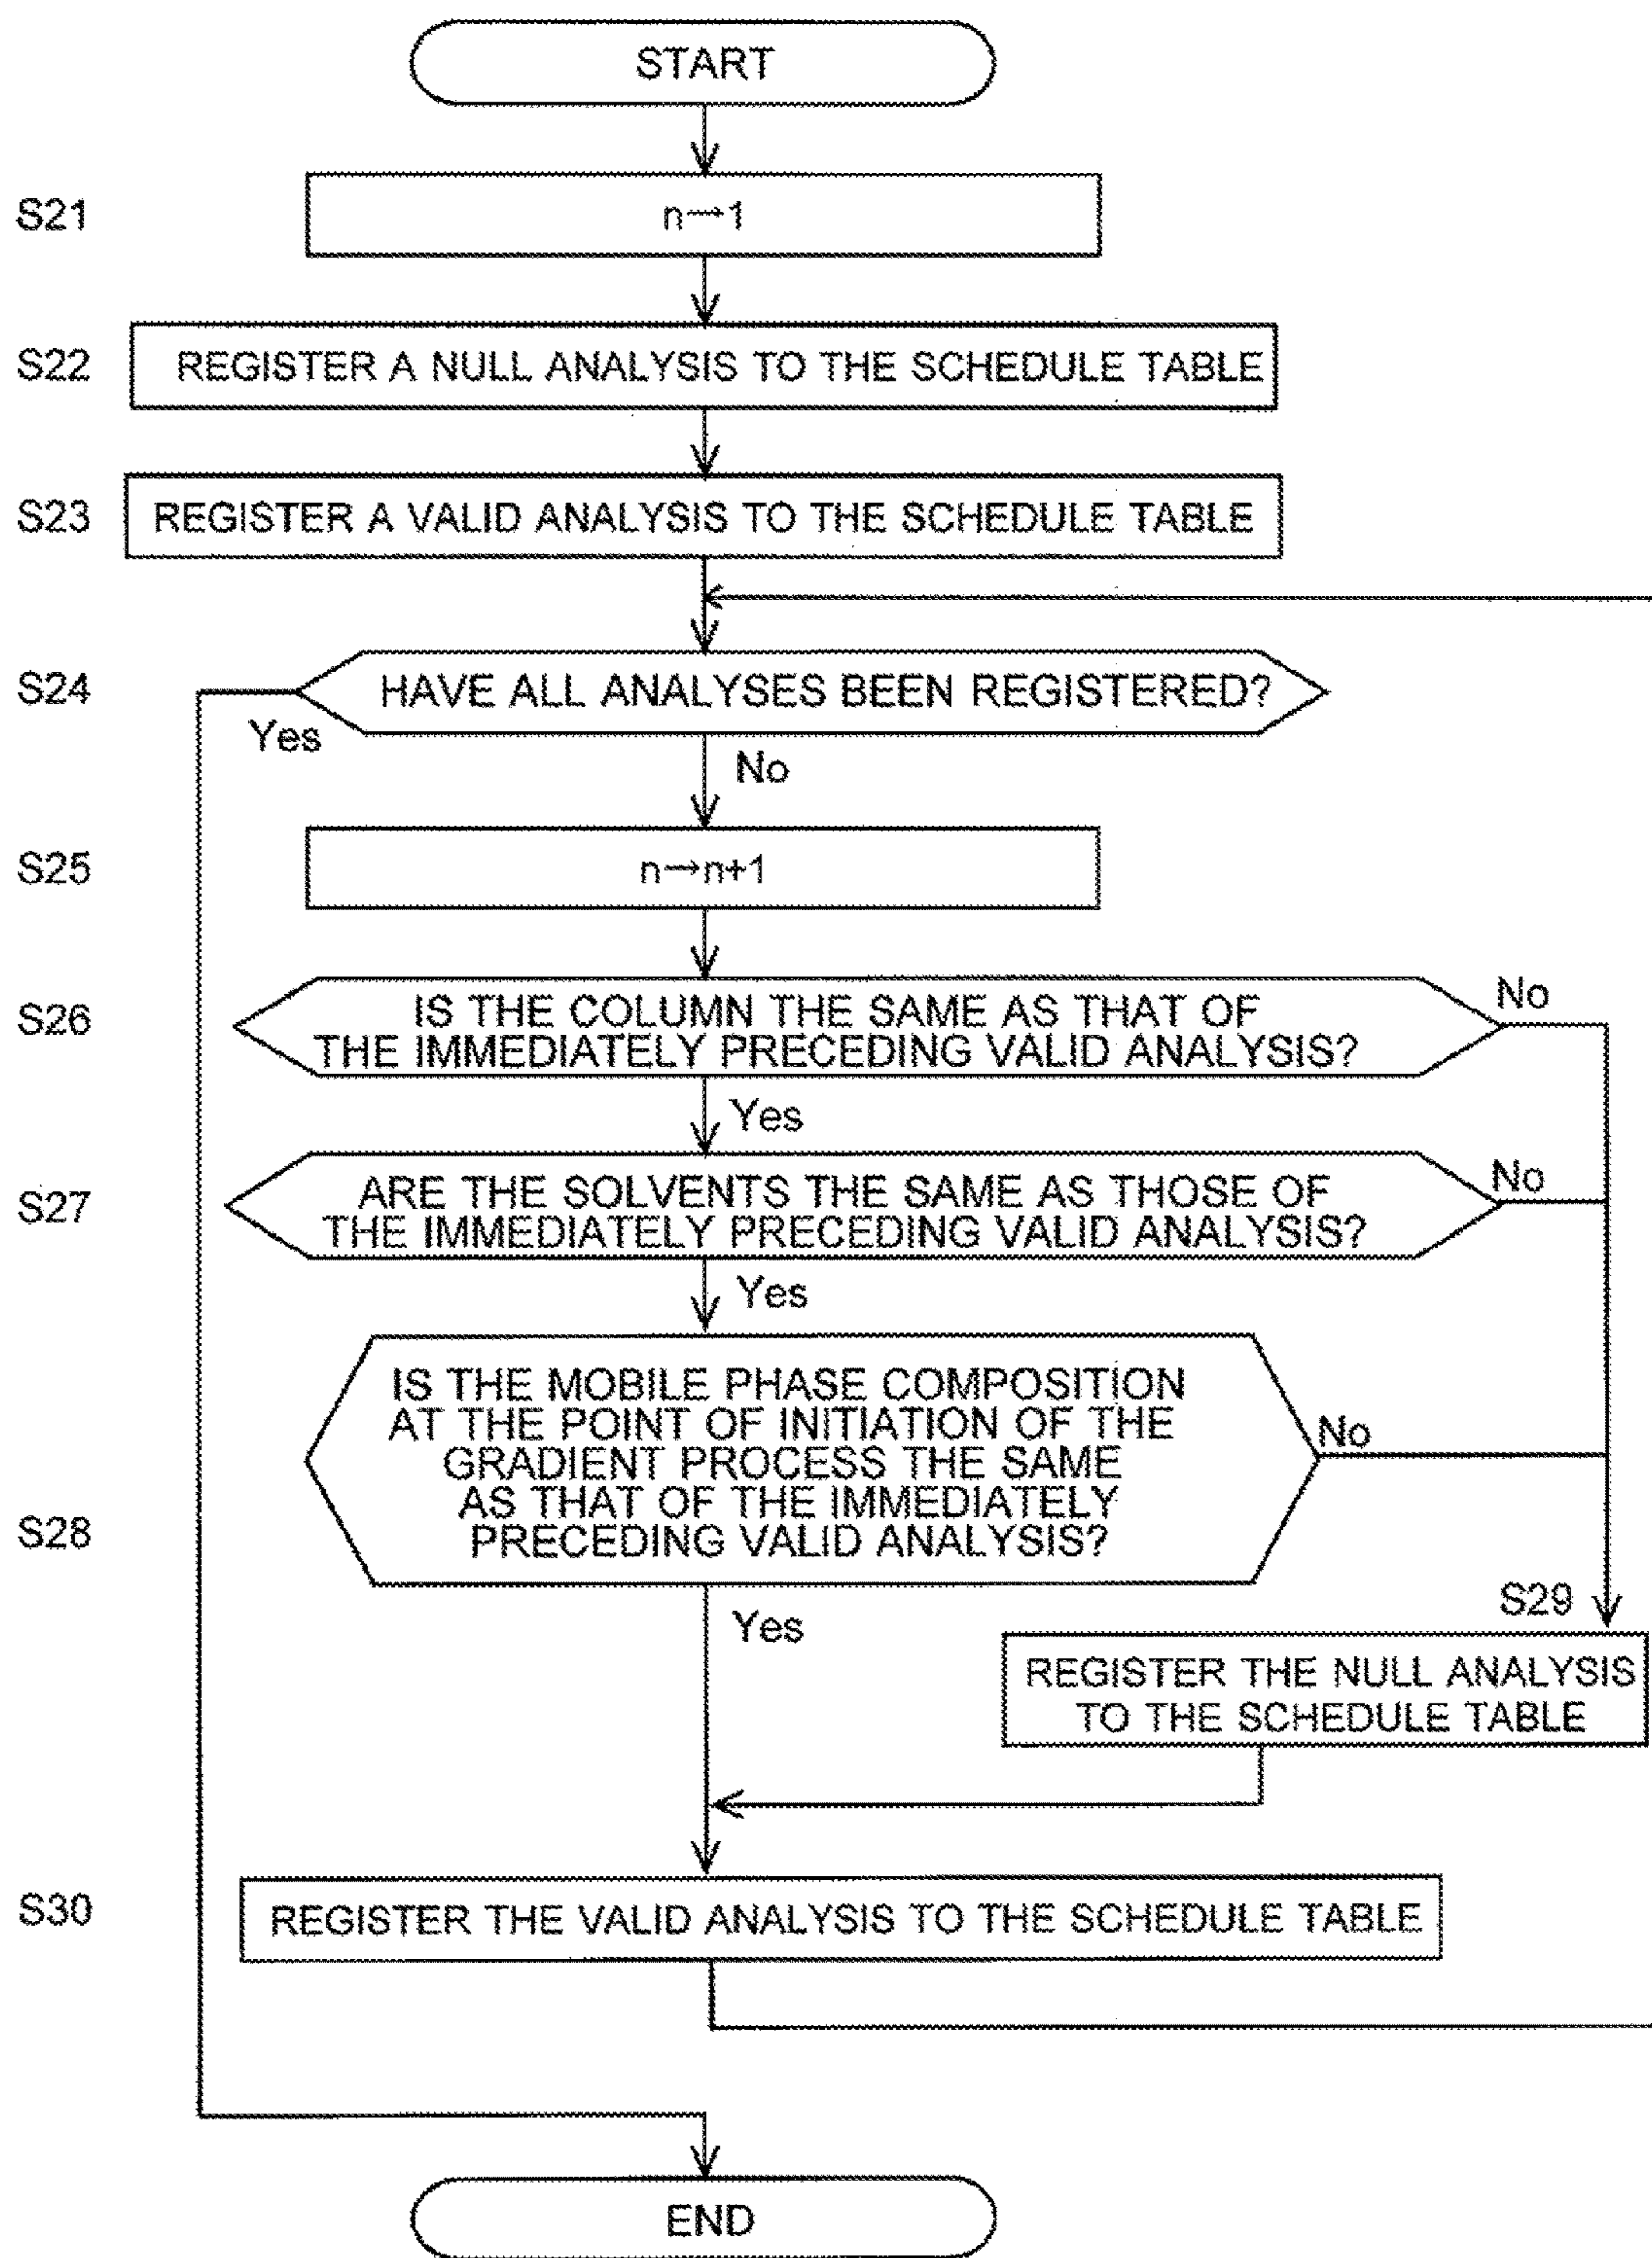 START
S21
n→1
S22
REGISTER A NULL ANALYSIS TO THE SCHEDULE TABLE
S23
REGISTER A VALID ANALYSIS TO THE SCHEDULE TABLE
S24
HAVE ALL ANALYSES BEEN REGISTERED?
Yes
No
S25
n→n+1
S26
IS THE COLUMN THE SAME AS THAT OF
THE IMMEDIATELY PRECEDING VALID ANALYSIS?
No
Yes
S27
ARE THE SOLVENTS THE SAME AS THOSE OF
THE IMMEDIATELY PRECEDING VALID ANALYSIS?
No
Yes
S28
IS THE MOBILE PHASE COMPOSITION
AT THE POINT OF INITIATION OF THE
GRADIENT PROCESS THE SAME
AS THAT OF THE IMMEDIATELY
PRECEDING VALID ANALYSIS?
No
Yes
S29
REGISTER THE NULL ANALYSIS
TO THE SCHEDULE TABLE
S30
REGISTER THE VALID ANALYSIS TO THE SCHEDULE TABLE
END